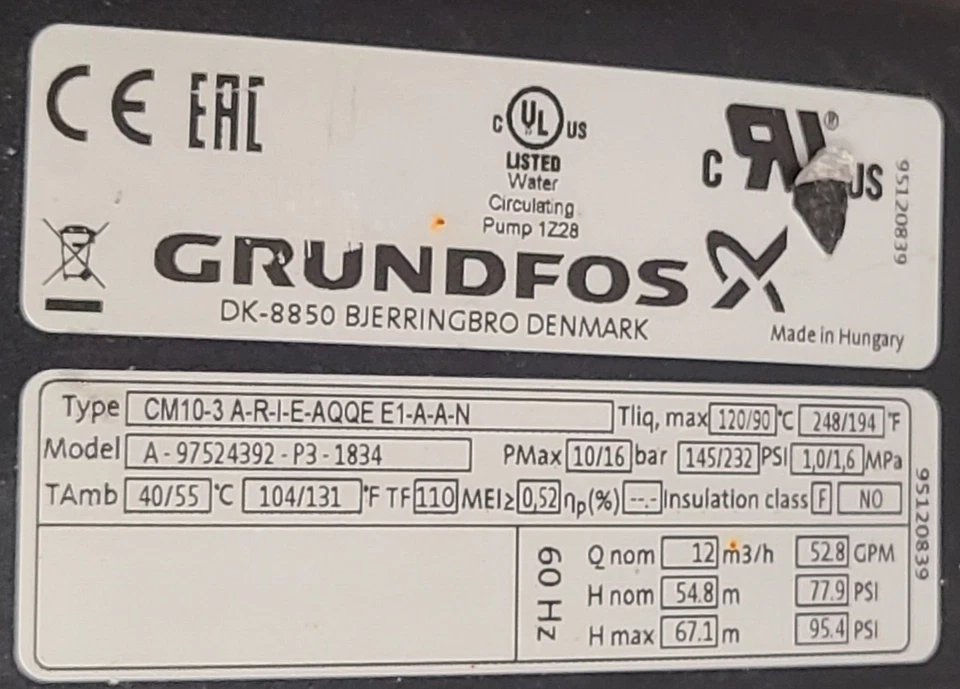 CE EAC
C UL US
LISTED
Water
Circulating
Pump 1Z28
C US ®
95120839
GRUNDFOS
DK-8850 BJERRINGBRO DENMARK
Made in Hungary
Type CM10-3 A-R-I-E-AQQE E1-A-A-N Tliq, max 120/90 °C 248/194 °F
Model A - 97524392 - P3 - 1834 PMax 10/16 bar 145/232 PSI 1,0/1,6 MPa
TAmb 40/55 °C 104/131 °F TF 110 MEI≥ 0,52 ηp(%) --.- Insulation class F NO
95120839
60 Hz
Q nom 12 m3/h 52.8 GPM
H nom 54.8 m 77.9 PSI
H max 67.1 m 95.4 PSI